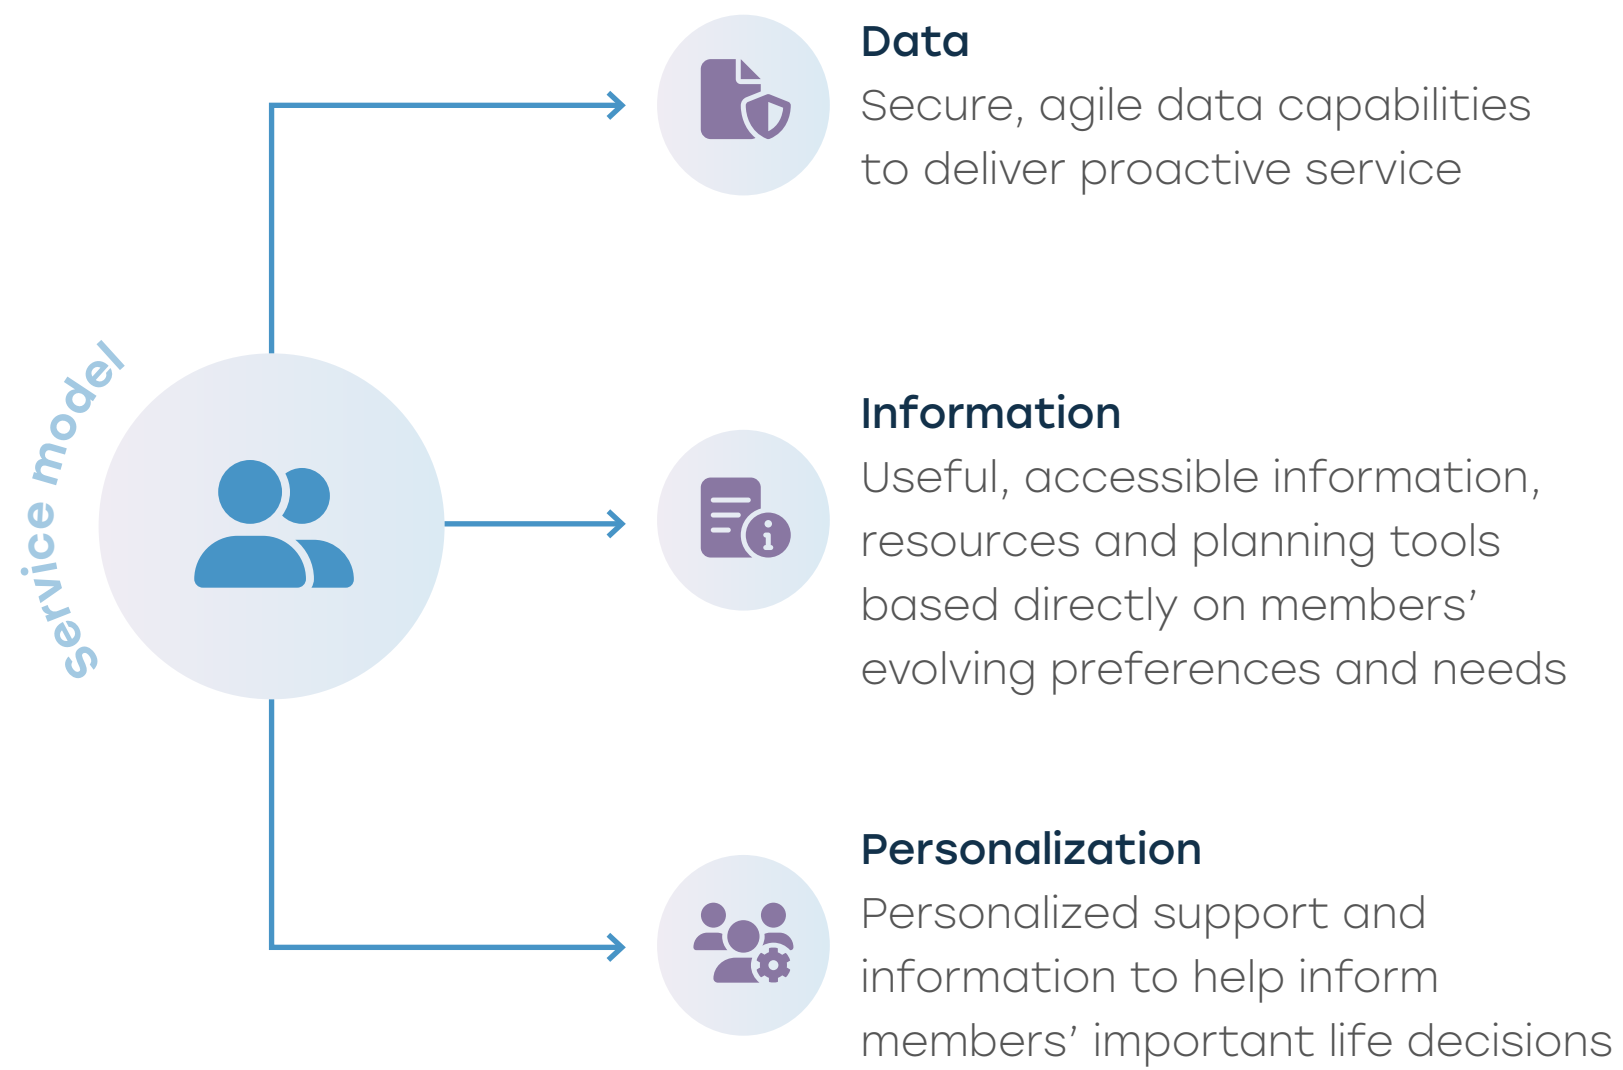 Service model
Data
Secure, agile data capabilities
to deliver proactive service
Information
Useful, accessible information,
resources and planning tools
based directly on members’
evolving preferences and needs
Personalization
Personalized support and
information to help inform
members’ important life decisions